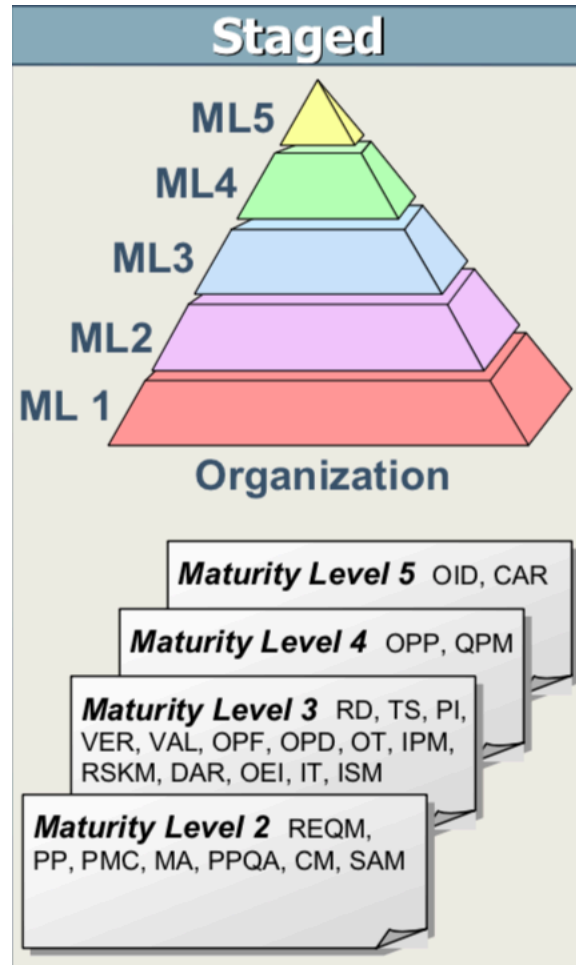 Staged
ML5
ML4
ML3
ML2
ML 1
Organization
Maturity Level 5 OID, CAR
Maturity Level 4 OPP, QPM
Maturity Level 3 RD, TS, PI,
VER, VAL, OPF, OPD, OT, IPM,
RSKM, DAR, OEI, IT, ISM
Maturity Level 2 REQM,
PP, PMC, MA, PPQA, CM, SAM